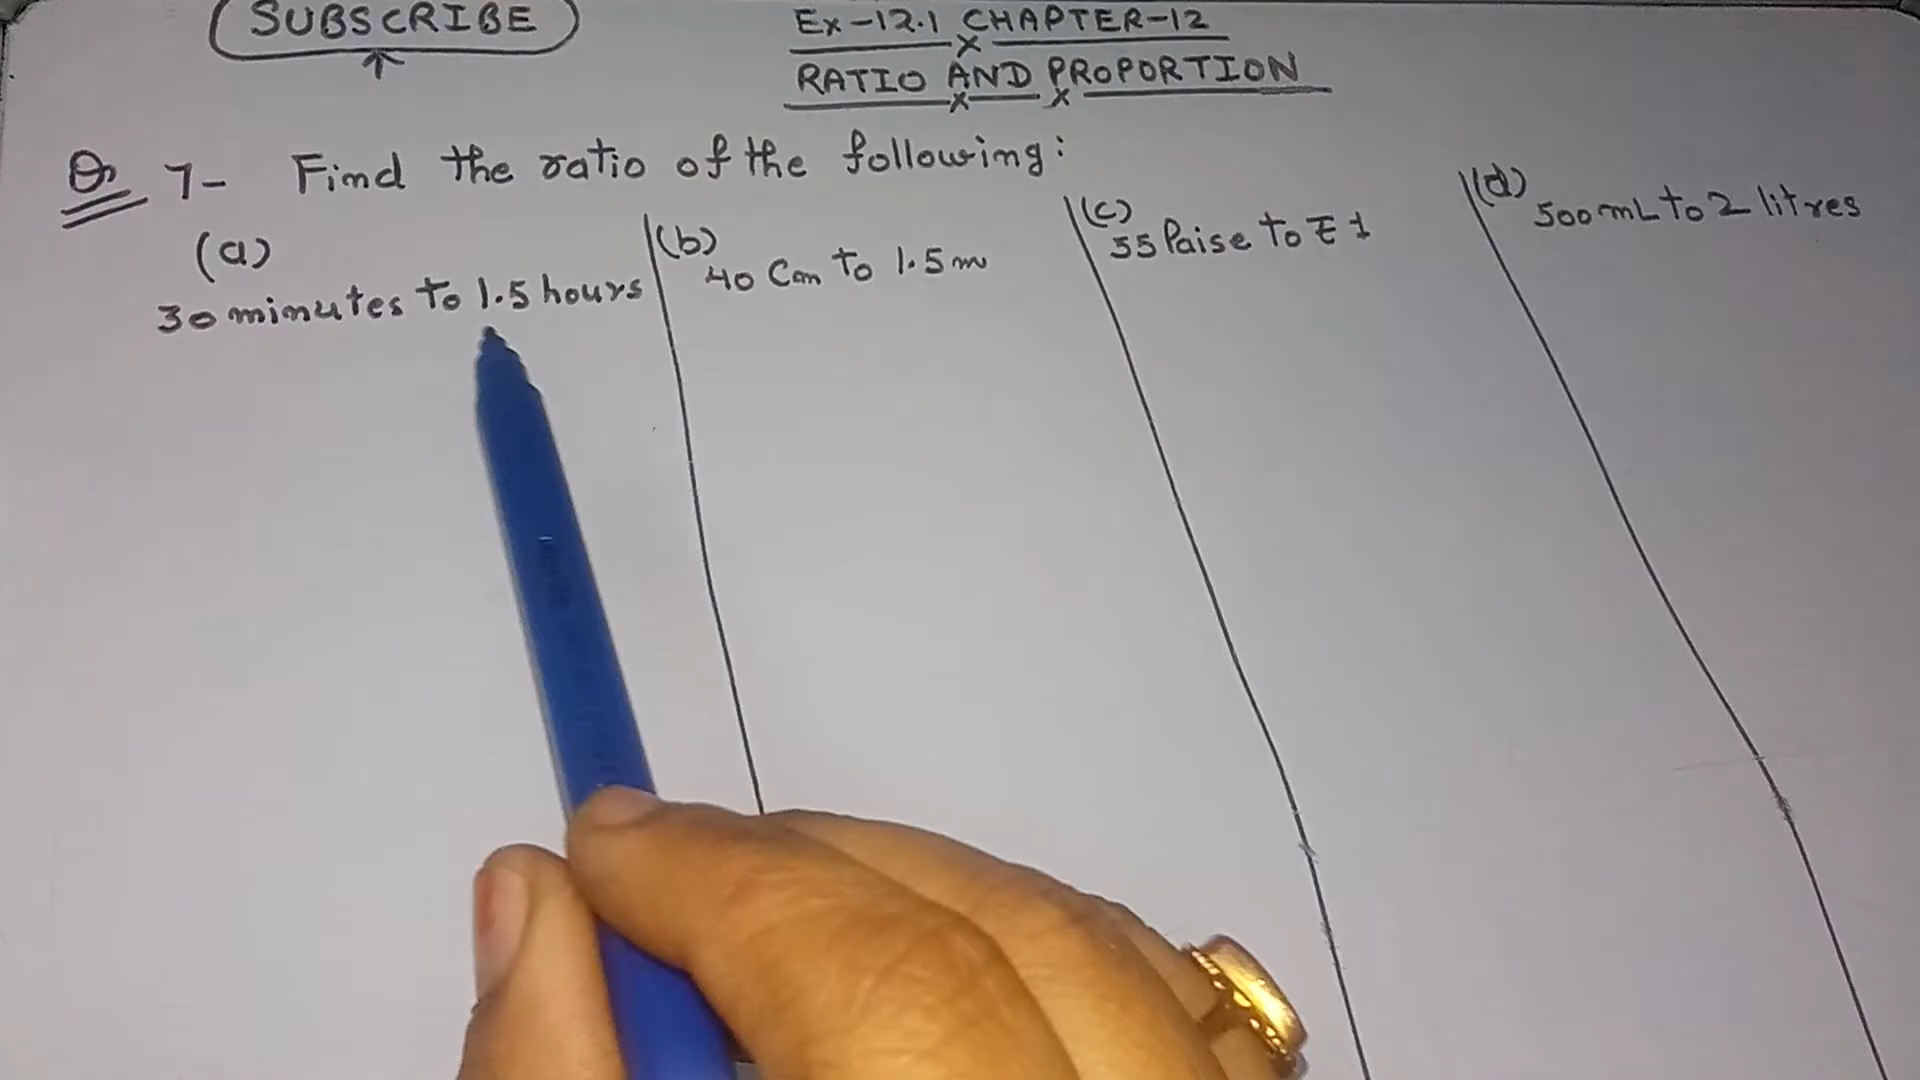 SUBSCRIBE
Ex-12.1 CHAPTER-12
RATIO AND PROPORTION
Q 7- Find the ratio of the following:
(a)
30 minutes to 1.5 hours
(b)
40 Cm to 1.5 m
(c)
55 Paise to ₹ 1
(d)
500 mL to 2 litres